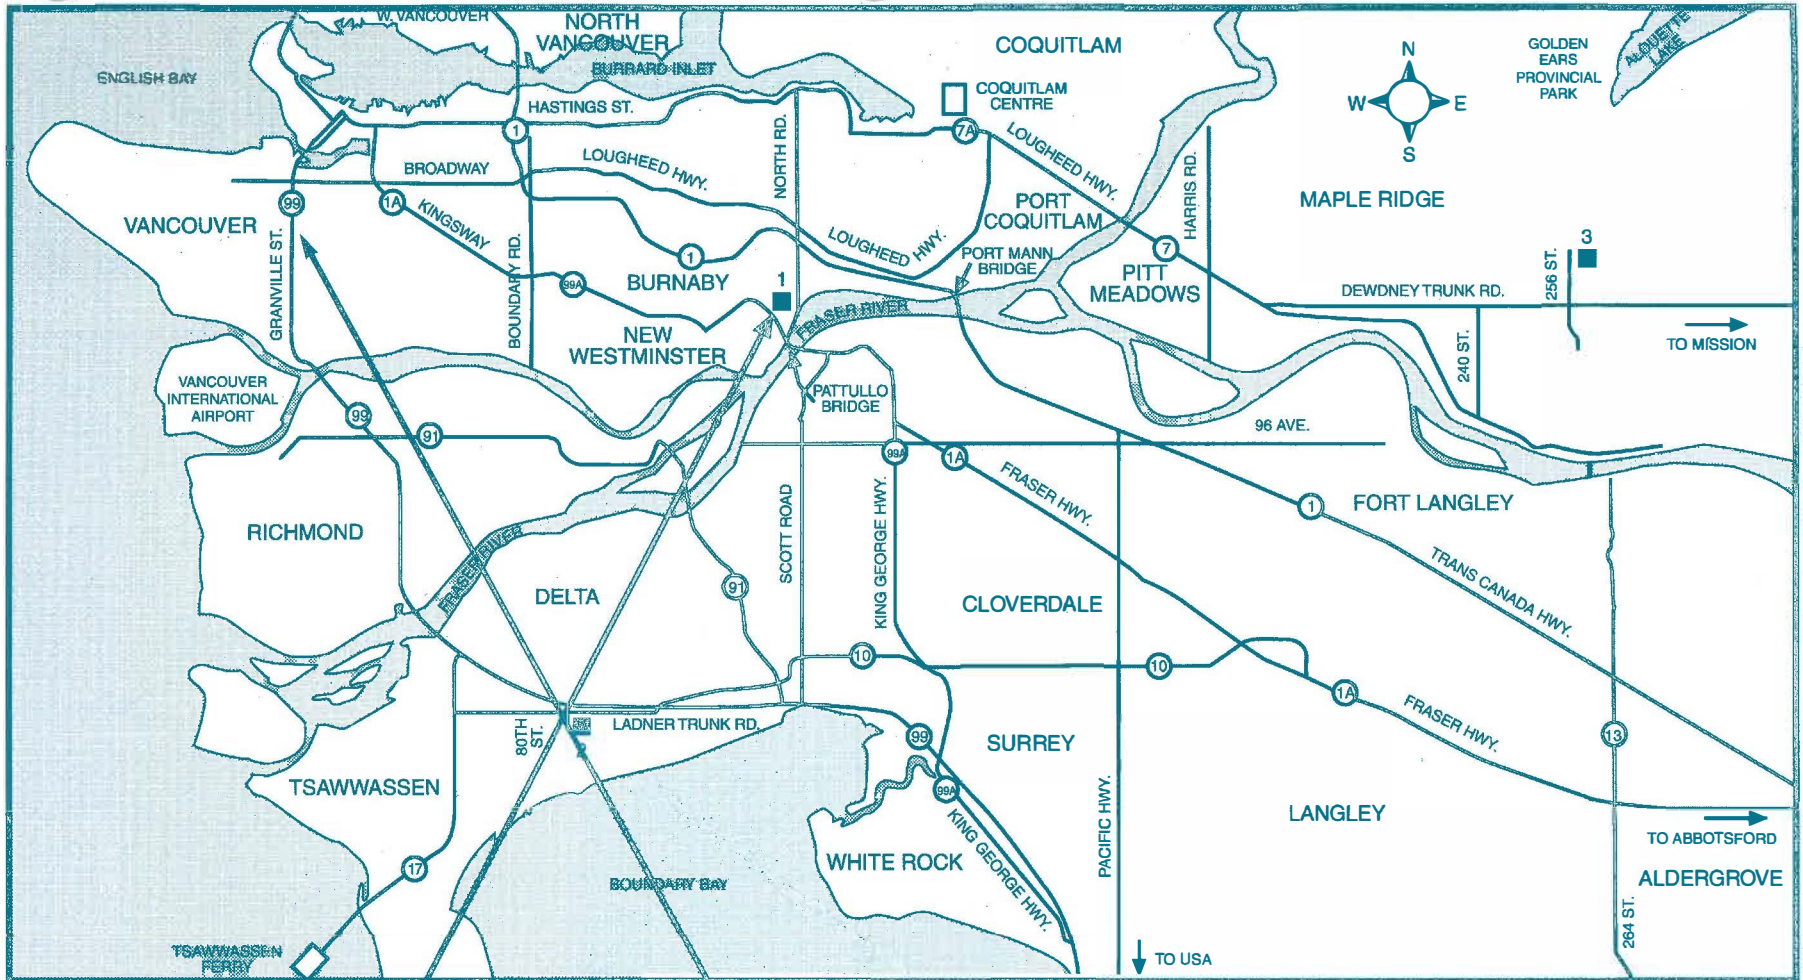 W. VANCOUVER
NORTH
VANCOUVER
COQUITLAM
GOLDEN
EARS
PROVINCIAL
PARK
ALOUETTE
LAKE
ENGLISH BAY
BURRARD INLET
HASTINGS ST.
COQUITLAM
CENTRE
N
W
E
S
1
7A
LOUGHEED HWY.
NORTH RD.
HARRIS RD.
BROADWAY
LOUGHEED HWY.
MAPLE RIDGE
99
1A
KINGSWAY
VANCOUVER
GRANVILLE ST.
BOUNDARY RD.
PORT
COQUITLAM
LOUGHEED HWY.
7
3
256 ST.
1
BURNABY
99A
1
PORT MANN
BRIDGE
PITT
MEADOWS
DEWDNEY TRUNK RD.
FRASER RIVER
NEW
WESTMINSTER
TO MISSION
240 ST.
VANCOUVER
INTERNATIONAL
AIRPORT
PATTULLO
BRIDGE
99
91
96 AVE.
99A
1A
FRASER HWY.
1
FORT LANGLEY
RICHMOND
SCOTT ROAD
KING GEORGE HWY.
TRANS CANADA HWY.
FRASER RIVER
DELTA
91
CLOVERDALE
10
10
1A
FRASER HWY.
80TH
ST.
2
LADNER TRUNK RD.
99
SURREY
13
TSAWWASSEN
99A
KING GEORGE HWY.
PACIFIC HWY.
LANGLEY
TO ABBOTSFORD
17
BOUNDARY BAY
WHITE ROCK
ALDERGROVE
264 ST.
TSAWWASSEN
FERRY
TO USA